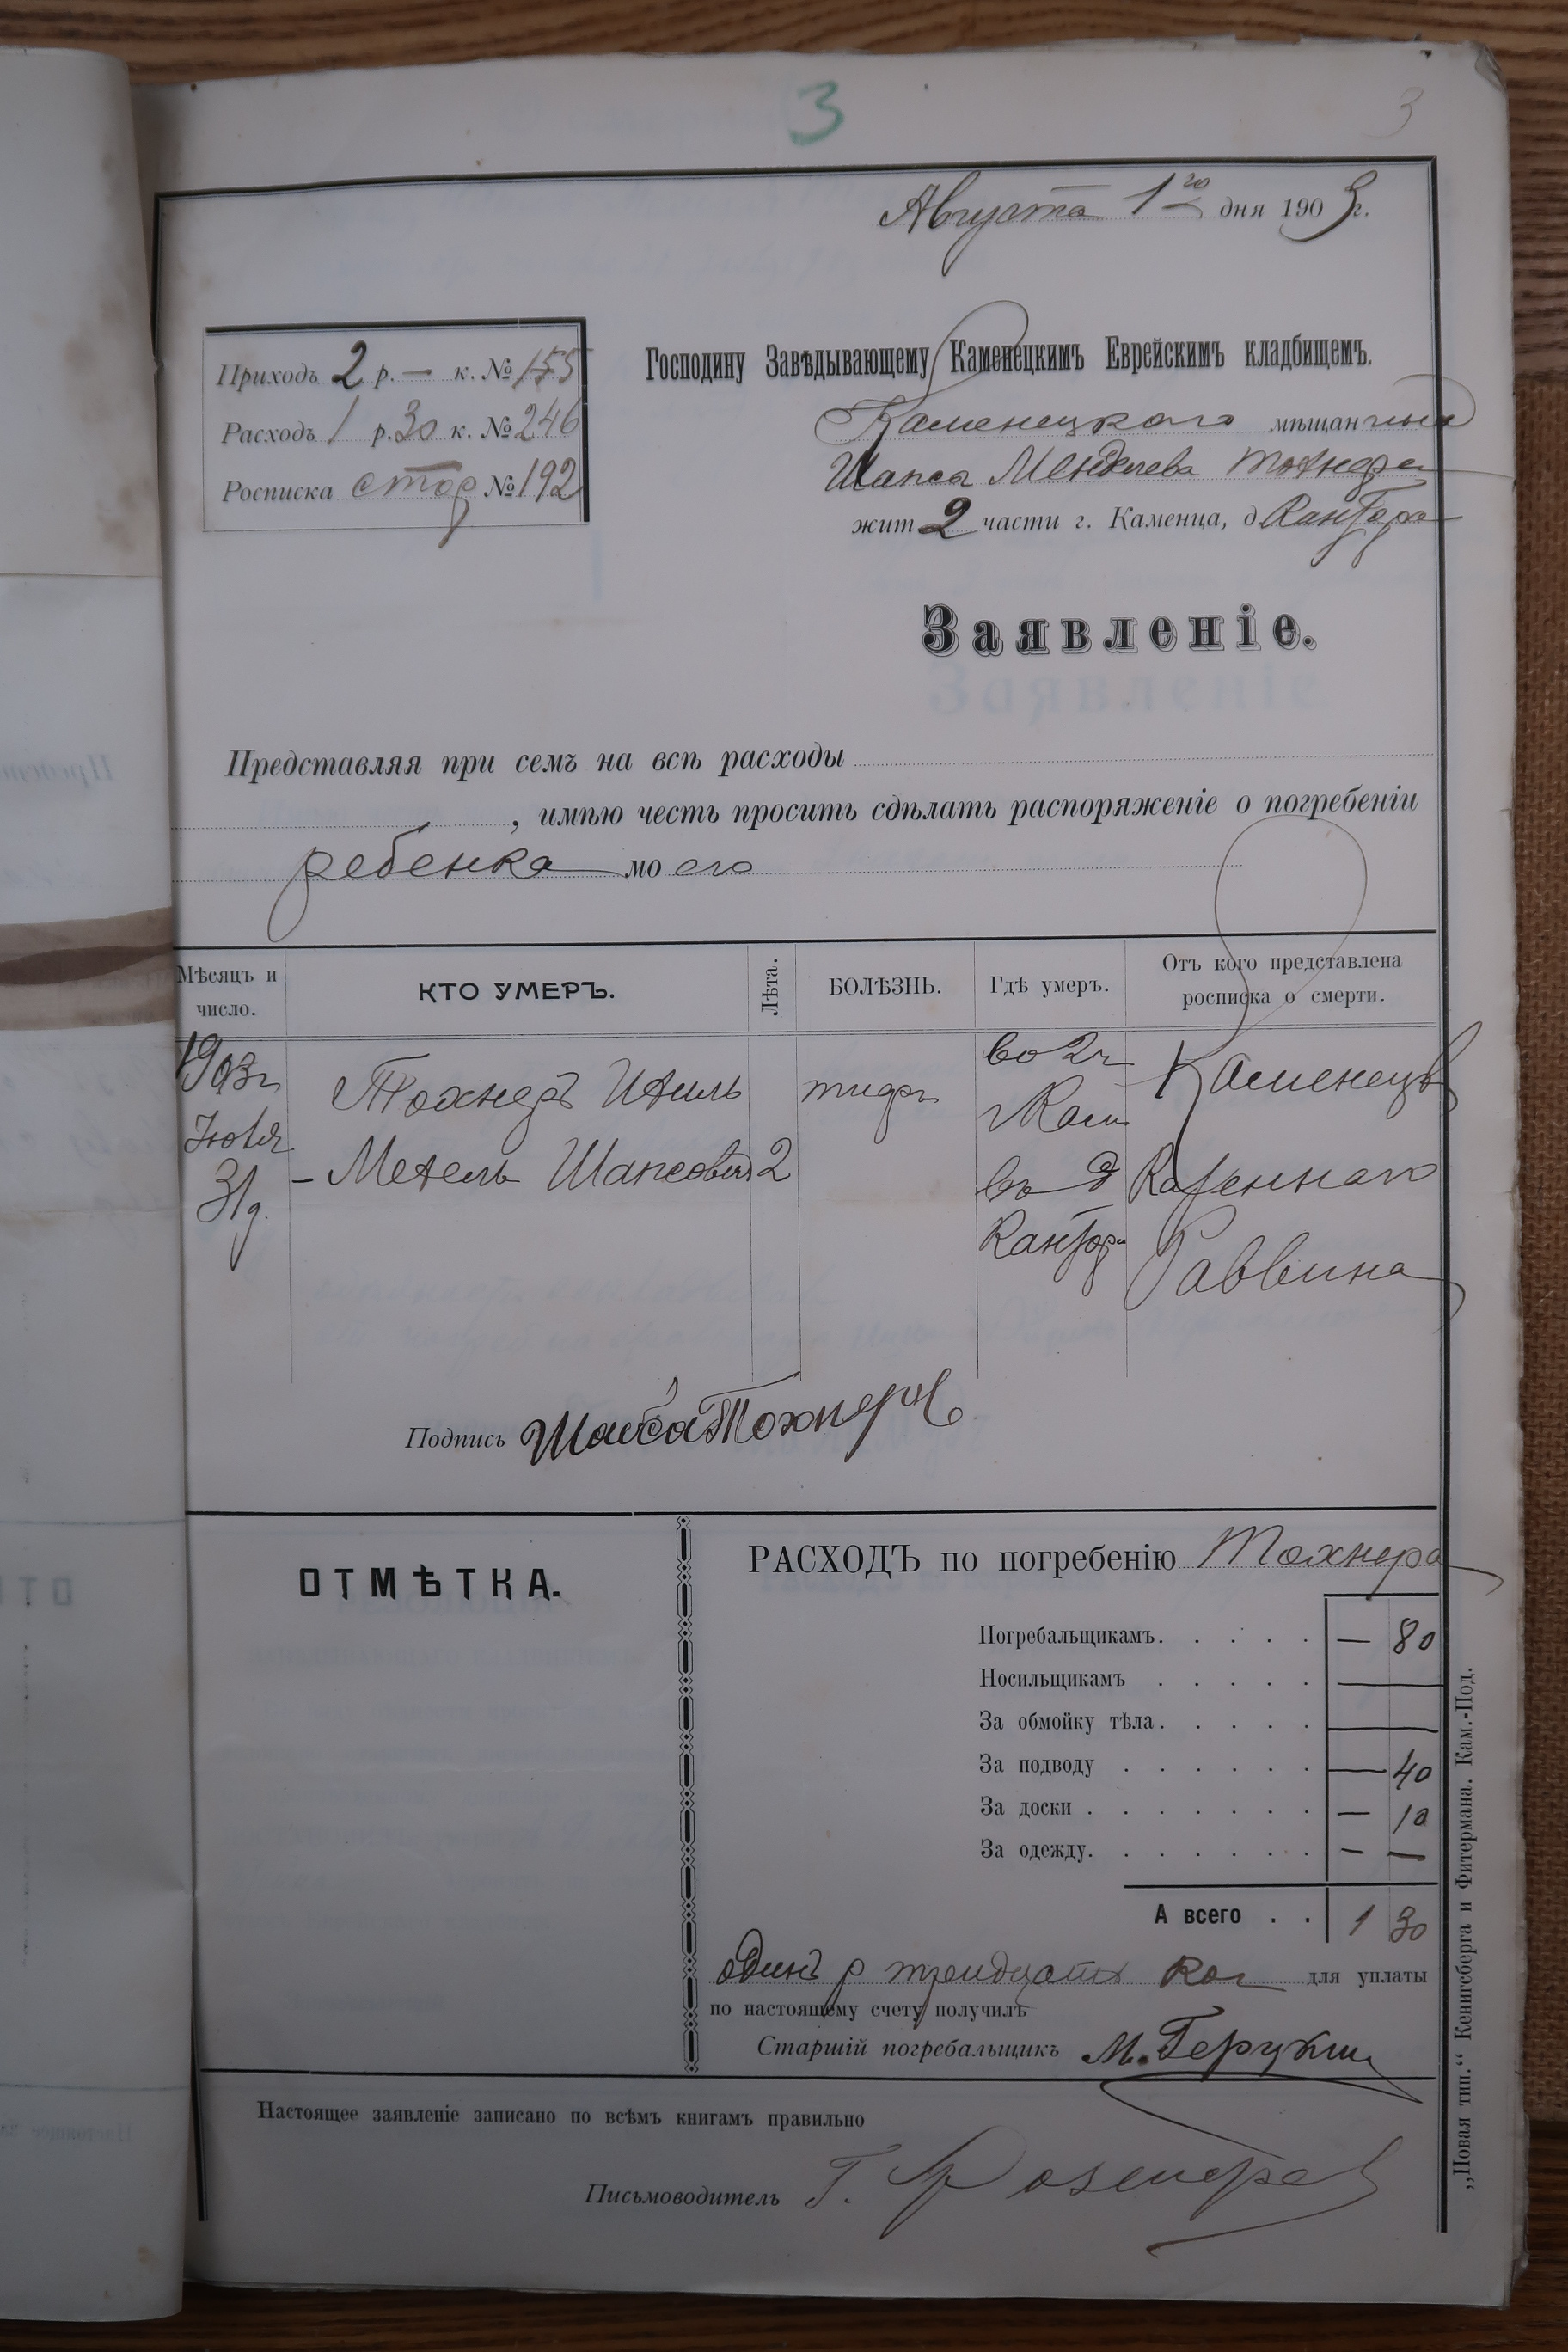 3
3
Августа 1го дня 1903 г.
Приходъ 2 р. — к. № 155
Расходъ 1 р. 30 к. № 246
Росписка стор № 192
Господину Завѣдывающему Каменецкимъ Еврейскимъ кладбищемъ.
Каменецкого мѣщанина
Шапса Менделева Тохнера
жит 2 части г. Каменца, д Кантора
Заявленіе.
Представляя при семъ на всѣ расходы
, имѣю честь просить сдѣлать распоряженіе о погребеніи
ребенка моего
Мѣсяцъ и число.
КТО УМЕРЪ.
Лѣта.
БОЛѢЗНЬ.
Гдѣ умеръ.
Отъ кого представлена росписка о смерти.
1903 г
Июля
31 д.
Тохнеръ
— Шапсовичъ
2
тифъ
во 2 ч
г Кам
въ д
Кантора
Каменецк
Казеннаго
Раввина
Подпись Шапса Тохнеръ
ОТМѢТКА.
РАСХОДЪ по погребенію Тохнера
Погребальщикамъ. . . . . — 80
Носильщикамъ . . . . . —
За обмойку тѣла. . . . . —
За подводу . . . . . . — 40
За доски . . . . . . . — 10
За одежду. . . . . . . — —
А всего . . 1 30
одинъ р тридцать коп для уплаты
по настоящему счету получилъ
Старшій погребальщикъ М.
Настоящее заявленіе записано по всѣмъ книгамъ правильно
Письмоводитель Г.
„Новая тип.“ Кенигсберга и Фитермана. Кам.-Под.